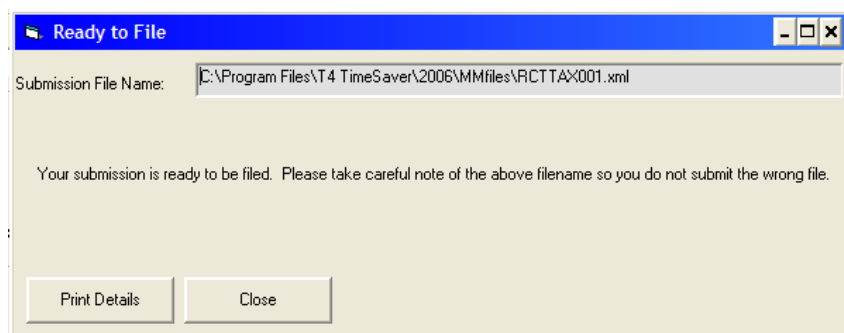 Ready to File
Submission File Name: C:\Program Files\T4 TimeSaver\2006\MMfiles\RCTTAX001.xml
Your submission is ready to be filed.  Please take careful note of the above filename so you do not submit the wrong file.
Print Details Close